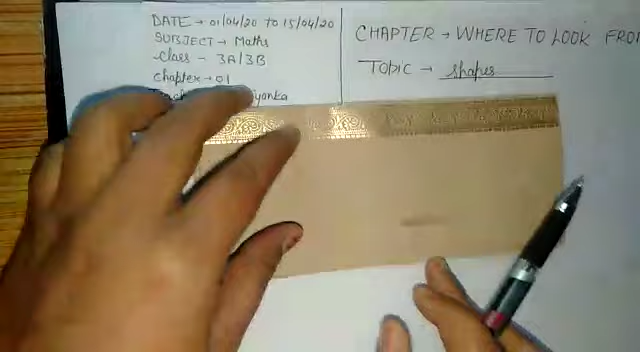 DATE → 01/04/20 TO 15/04/20
SUBJECT → Maths
class - 3A/3B
Chapter → 01
CHAPTER → WHERE TO LOOK FROM
TOPIC → shapes